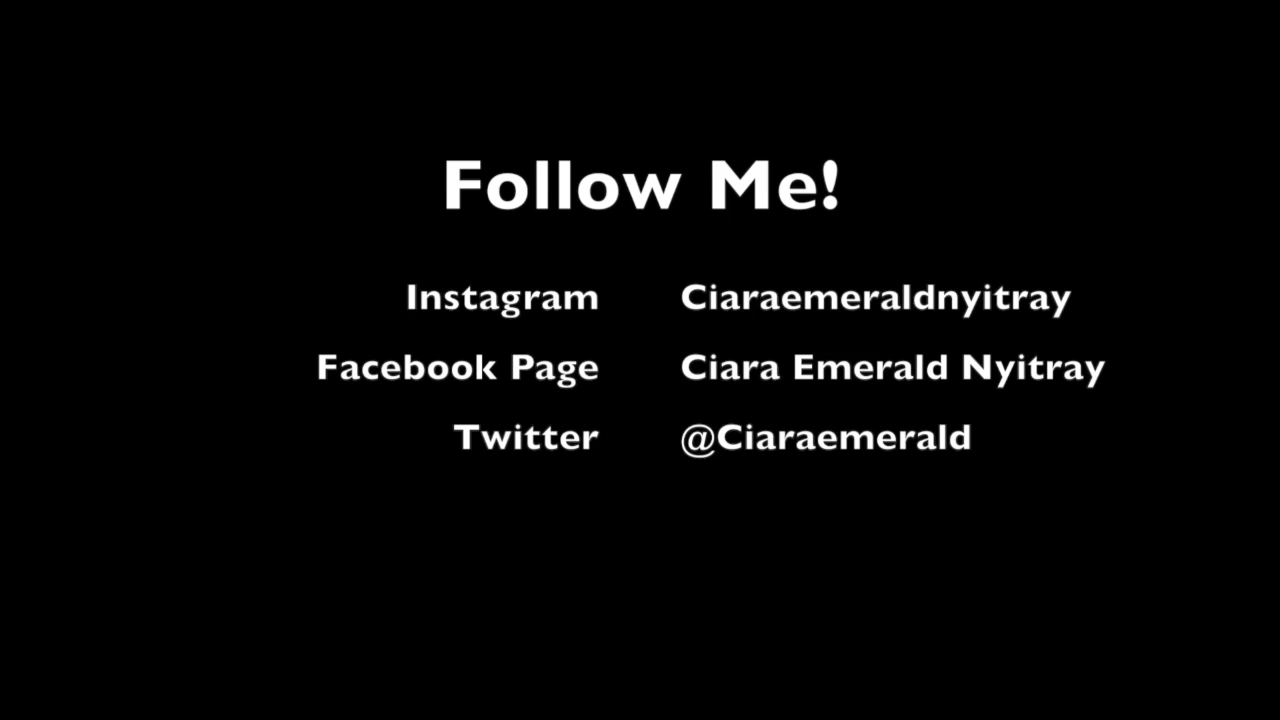 Follow Me!
Instagram Ciaraemeraldnyitray
Facebook Page Ciara Emerald Nyitray
Twitter @Ciaraemerald